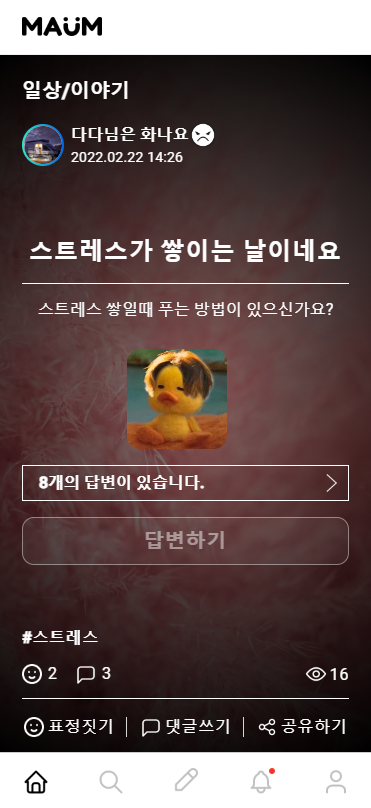 MAUM
일상/이야기
다다님은 화나요
2022.02.22 14:26
스트레스가 쌓이는 날이네요
스트레스 쌓일때 푸는 방법이 있으신가요?
8개의 답변이 있습니다.
답변하기
#스트레스
2 3 16
표정짓기 댓글쓰기 공유하기